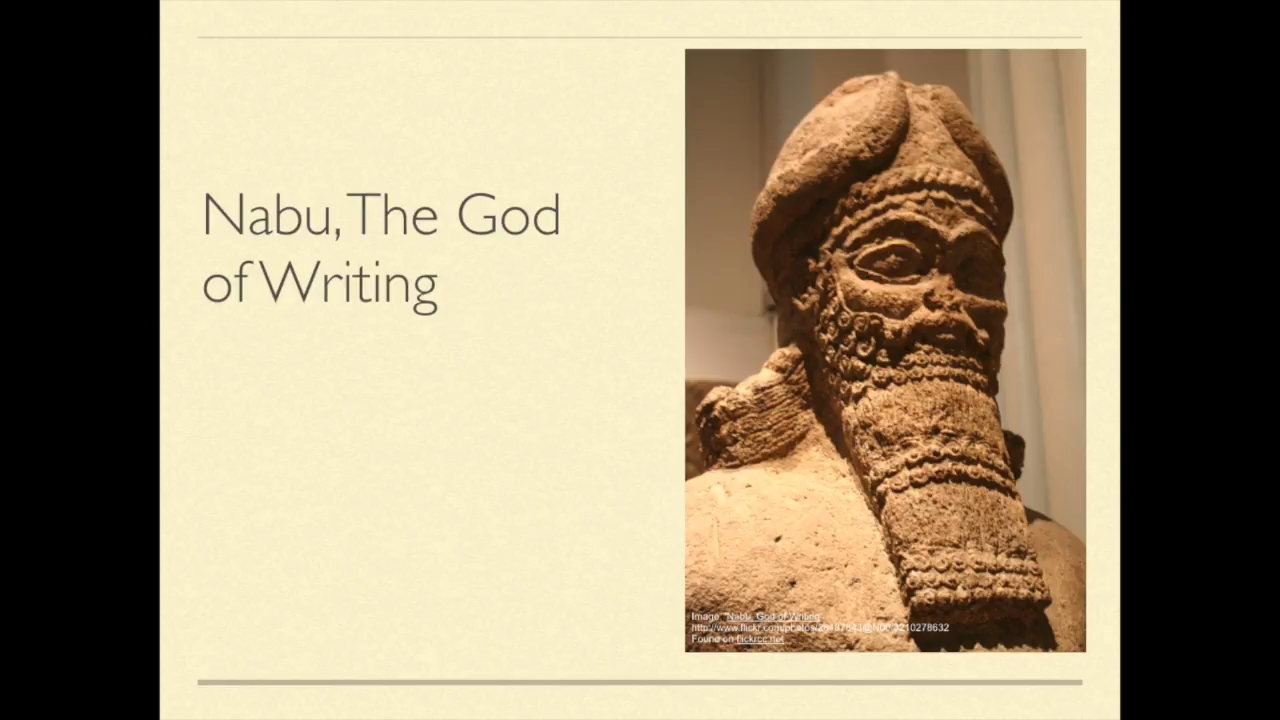 Nabu, The God
of Writing
Image: "Nabu, God of Writing"
Found on flickrcc.net